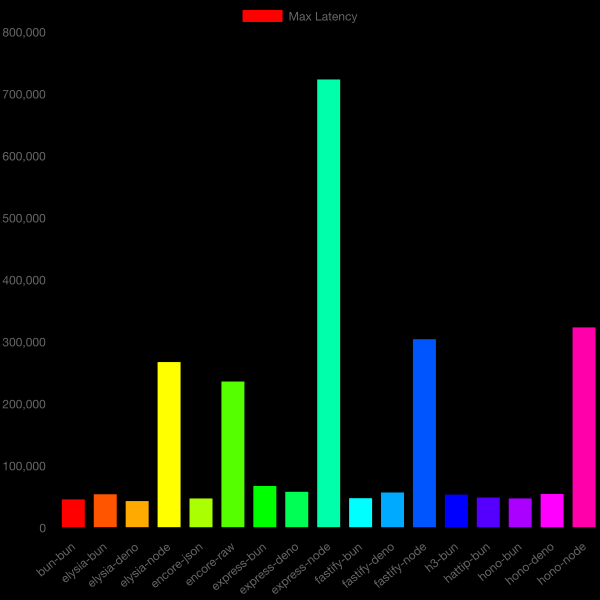 Max Latency
800,000
700,000
600,000
500,000
400,000
300,000
200,000
100,000
0
bun-bun
elysia-bun
elysia-deno
elysia-node
encore-json
encore-raw
express-bun
express-deno
express-node
fastify-bun
fastify-deno
fastify-node
h3-bun
hattip-bun
hono-bun
hono-deno
hono-node